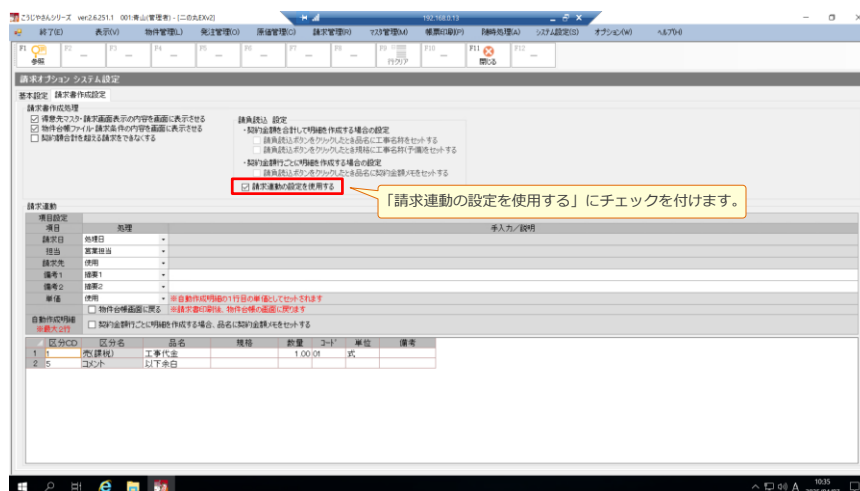 こうじやさんシリーズ ver2.6.251.1 001:青山(管理者) - [二の丸EXv2]
192.168.0.13
終了(E) 表示(V) 物件管理(L) 発注管理(O) 原価管理(C) 請求管理(R) マスタ管理(M) 帳票印刷(P) 随時処理(A) システム設定(S) オプション(W) ヘルプ(H)
F1 F2 F3 F4 F5 F6 F7 F8 F9 F10 F11 F12
参照 行クリア 閉じる
請求オプション システム設定
基本設定 請求書作成設定
請求書作成処理
得意先マスタ・請求画面表示の内容を画面に表示させる
物件台帳ファイル・請求条件の内容を画面に表示させる
契約額合計を超える請求をできなくする
請負読込 設定
・契約金額を合計して明細を作成する場合の設定
請負読込ボタンをクリックしたとき品名に工事名称をセットする
請負読込ボタンをクリックしたとき規格に工事名称(予備)をセットする
・契約金額行ごとに明細を作成する場合の設定
請負読込ボタンをクリックしたとき品名に契約金額メモをセットする
請求連動の設定を使用する
「請求連動の設定を使用する」にチェックを付けます。
請求連動
項目設定
項目 処理 手入力/説明
請求日 処理日
担当 営業担当
請求先 使用
備考1 摘要1
備考2 摘要2
単価 使用 ※自動作成明細の1行目の単価としてセットされます
物件台帳画面に戻る ※請求書印刷後、物件台帳の画面に戻ります
自動作成明細
※最大2行
契約金額行ごとに明細を作成する場合、品名に契約金額メモをセットする
区分CD 区分名 品名 規格 数量 コード 単位 備考
1 1 売(課税) 工事代金 1.00 01 式
2 5 コメント 以下余白
10:35